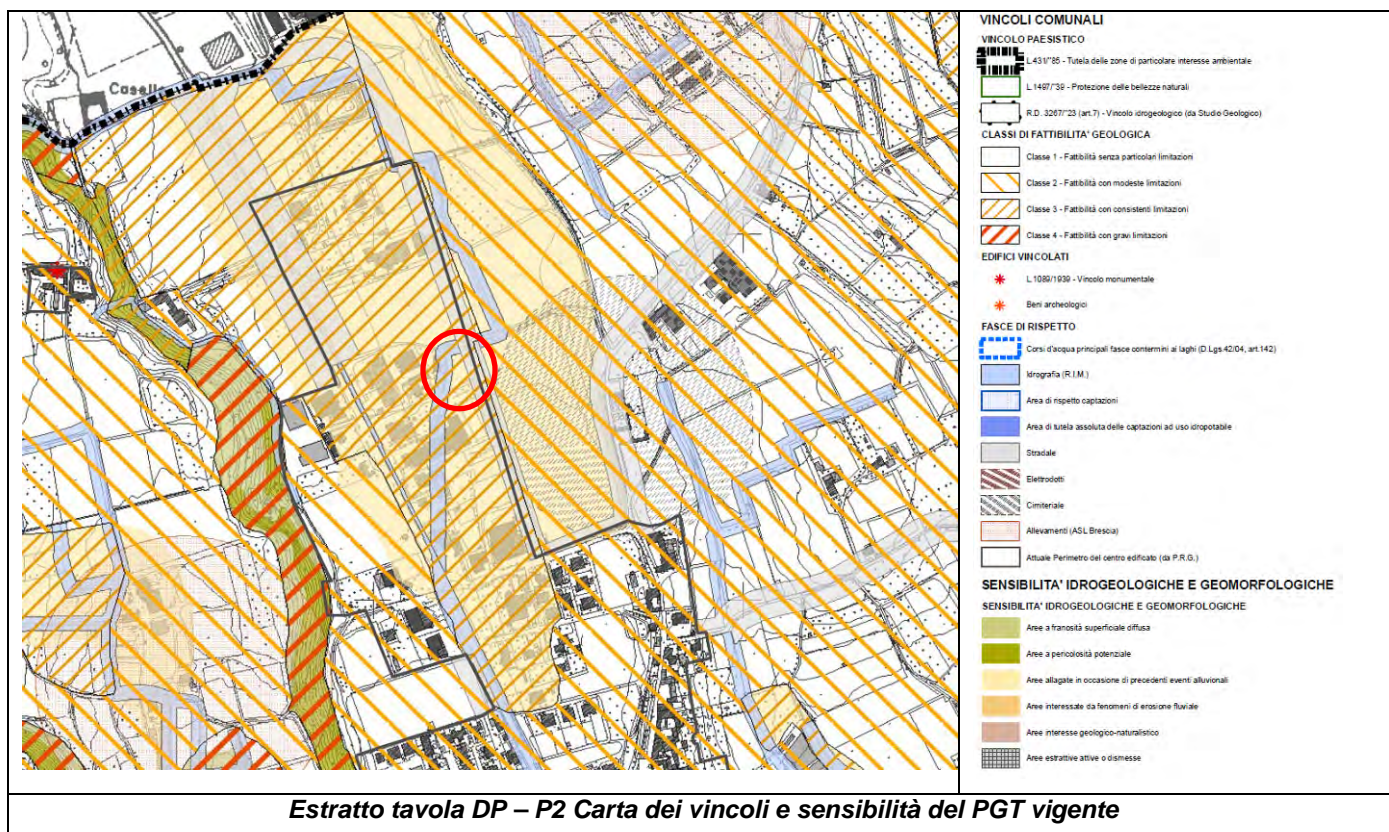 Casella
VINCOLI COMUNALI
VINCOLO PAESISTICO
L.431/"85 - Tutela delle zone di particolare interesse ambientale
L.1497/"39 - Protezione delle bellezze naturali
R.D. 3267/"23 (art.7) - Vincolo idrogeologico (da Studio Geologico)
CLASSI DI FATTIBILITA' GEOLOGICA
Classe 1 - Fattibilità senza particolari limitazioni
Classe 2 - Fattibilità con modeste limitazioni
Classe 3 - Fattibilità con consistenti limitazioni
Classe 4 - Fattibilità con gravi limitazioni
EDIFICI VINCOLATI
L.1089/1939 - Vincolo monumentale
Beni archeologici
FASCE DI RISPETTO
Corsi d'acqua principali fasce contermini ai laghi (D.Lgs.42/04, art.142)
Idrografia (R.I.M.)
Area di rispetto captazioni
Area di tutela assoluta delle captazioni ad uso idropotabile
Stradale
Elettrodotti
Cimiteriale
Allevamenti (ASL Brescia)
Attuale Perimetro del centro edificato (da P.R.G.)
SENSIBILITA' IDROGEOLOGICHE E GEOMORFOLOGICHE
SENSIBILITA' IDROGEOLOGICHE E GEOMORFOLOGICHE
Aree a franosità superficiale diffusa
Aree a pericolosità potenziale
Aree allagate in occasione di precedenti eventi alluvionali
Aree interessate da fenomeni di erosione fluviale
Aree interesse geologico-naturalistico
Aree estrattive attive o dismesse
Estratto tavola DP – P2 Carta dei vincoli e sensibilità del PGT vigente